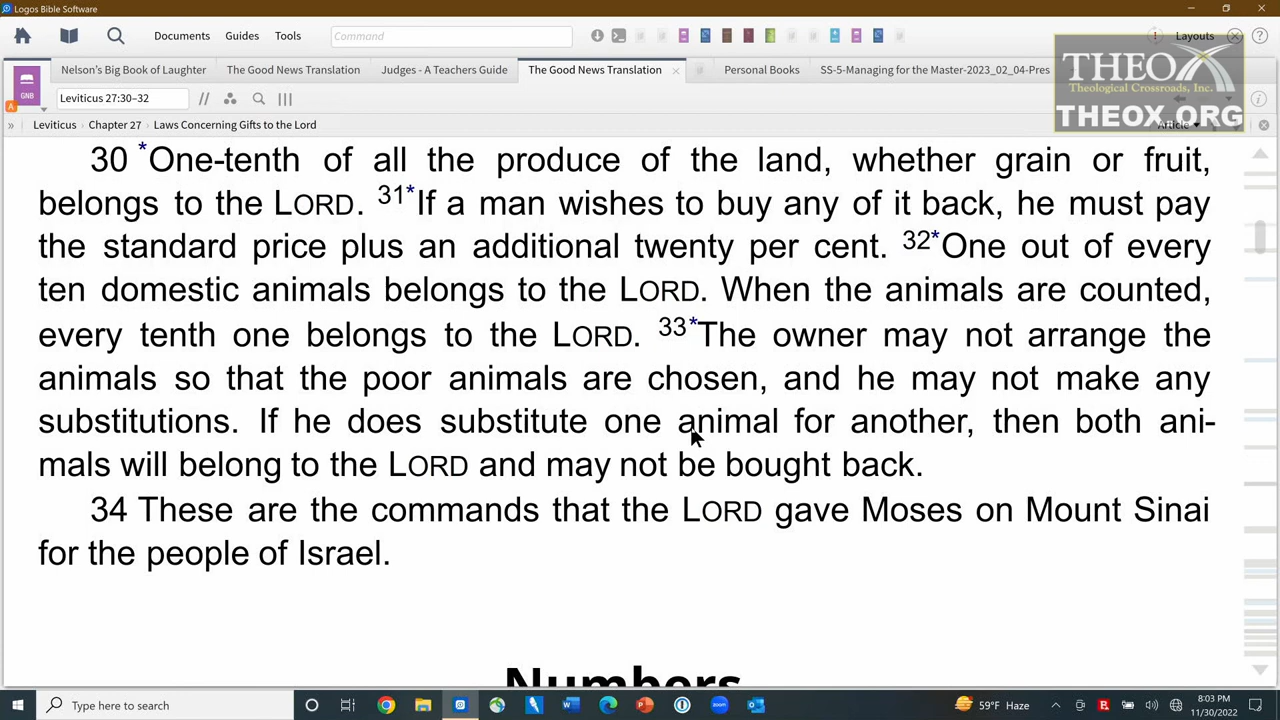 Logos Bible Software
Documents Guides Tools Command Layouts
Nelson's Big Book of Laughter The Good News Translation Judges - A Farmers Guide The Good News Translation Personal Books SS-5-Managing for the Master-2023_02_04-Pres
THEOX
Theological Crossroads, Inc.
THEOX.ORG
GNB
A
Leviticus 27:30–32
Leviticus Chapter 27 Laws Concerning Gifts to the Lord Article
30 *One-tenth of all the produce of the land, whether grain or fruit,
belongs to the LORD. 31*If a man wishes to buy any of it back, he must pay
the standard price plus an additional twenty per cent. 32*One out of every
ten domestic animals belongs to the LORD. When the animals are counted,
every tenth one belongs to the LORD. 33*The owner may not arrange the
animals so that the poor animals are chosen, and he may not make any
substitutions. If he does substitute one animal for another, then both ani-
mals will belong to the LORD and may not be bought back.
34 These are the commands that the LORD gave Moses on Mount Sinai
for the people of Israel.
Numbers
Type here to search
59°F Haze
8:03 PM
11/30/2022